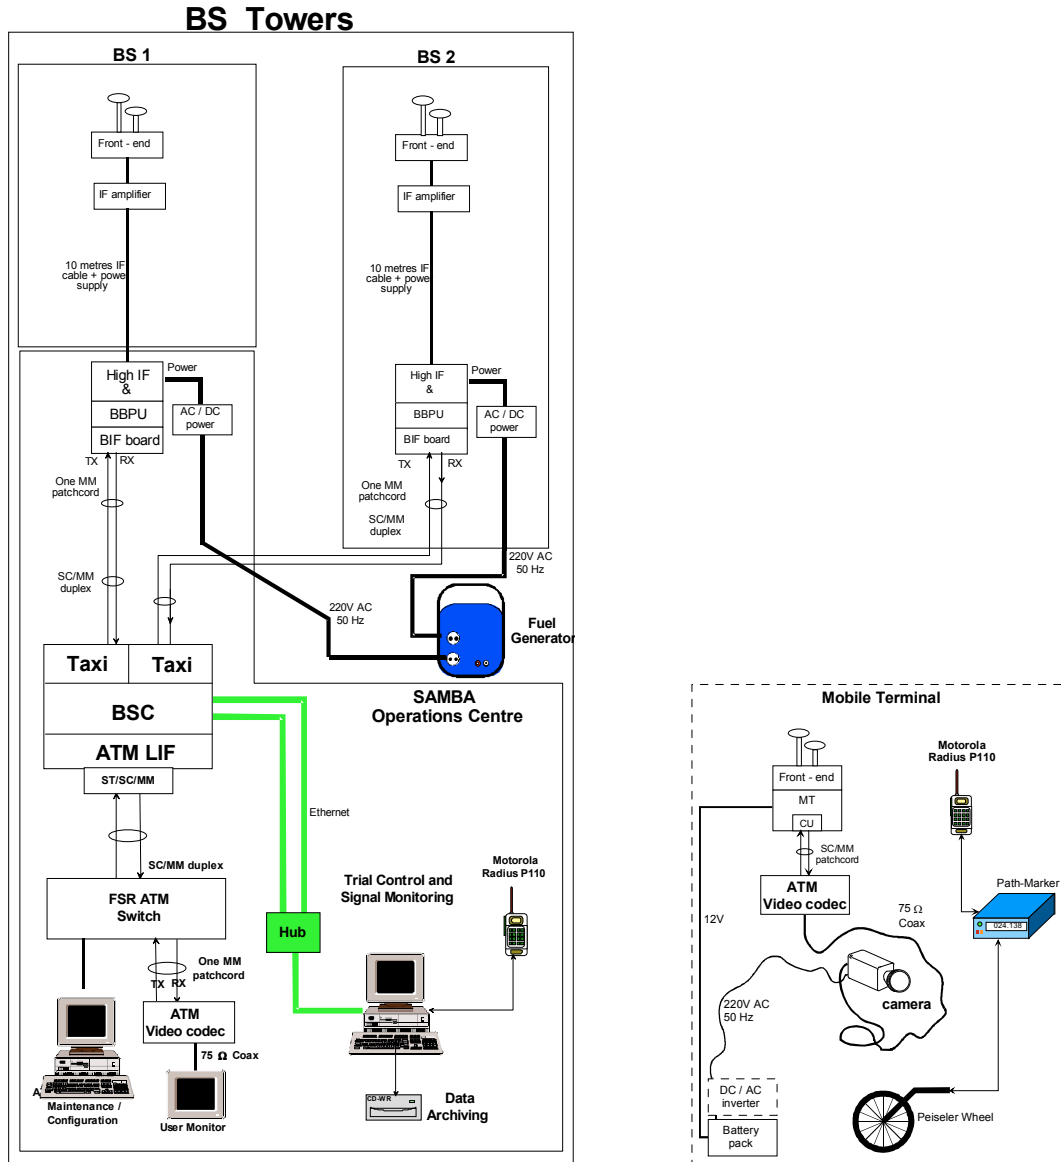 BS Towers
BS 1
BS 2
Front - end
Front - end
IF amplifier
IF amplifier
10 metres IF
cable + power
supply
10 metres IF
cable + power
supply
High IF
&
BBPU
BIF board
Power
AC / DC
power
TX
RX
High IF
&
BBPU
BIF board
Power
AC / DC
power
TX
RX
One MM
patchcord
SC/MM
duplex
One MM
patchcord
SC/MM
duplex
220V AC
50 Hz
220V AC
50 Hz
Fuel
Generator
Taxi
Taxi
BSC
ATM LIF
ST/SC/MM
SAMBA
Operations Centre
Ethernet
SC/MM duplex
FSR ATM
Switch
Hub
Trial Control and
Signal Monitoring
Motorola
Radius P110
One MM
patchcord
TX
RX
ATM
Video codec
75 Ω Coax
A
Maintenance /
Configuration
User Monitor
CD-WR
Data
Archiving
Mobile Terminal
Front - end
MT
CU
SC/MM
patchcord
ATM
Video codec
Motorola
Radius P110
Path-Marker
024.138
12V
75 Ω
Coax
camera
220V AC
50 Hz
DC / AC
inverter
Battery
pack
Peiseler Wheel